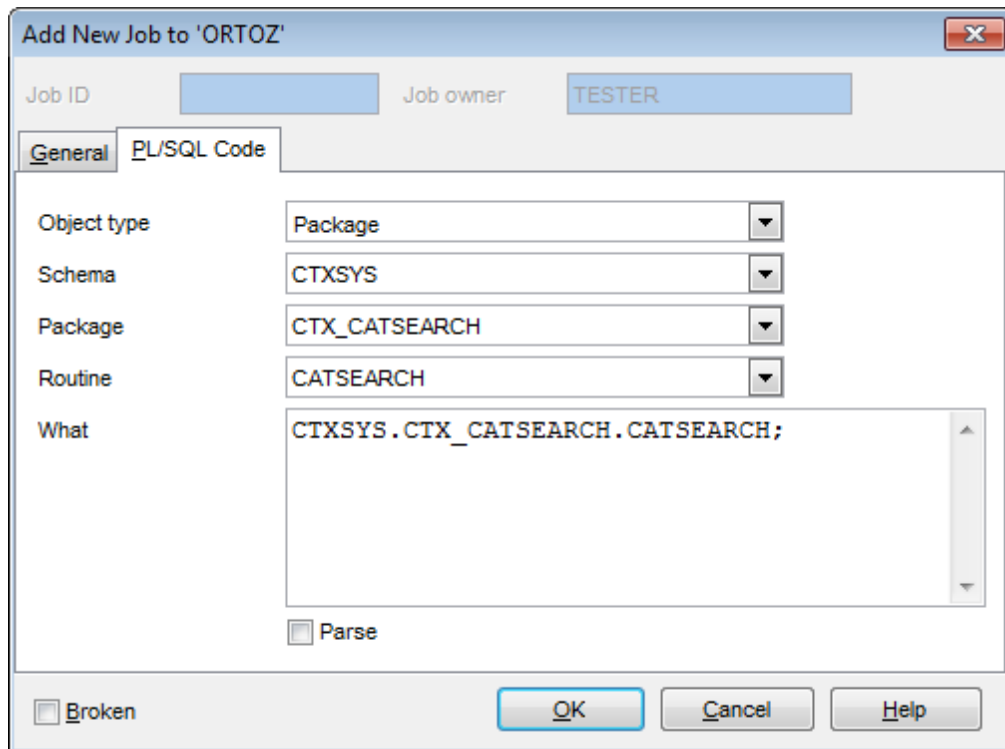 Add New Job to 'ORTOZ'
Job ID Job owner TESTER
General PL/SQL Code
Object type Package
Schema CTXSYS
Package CTX_CATSEARCH
Routine CATSEARCH
What CTXSYS.CTX_CATSEARCH.CATSEARCH;
Parse
Broken OK Cancel Help